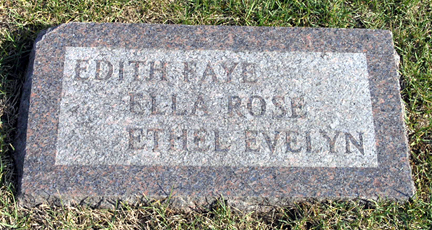 EDITH FAYE
ELLA ROSE
ETHEL EVELYN